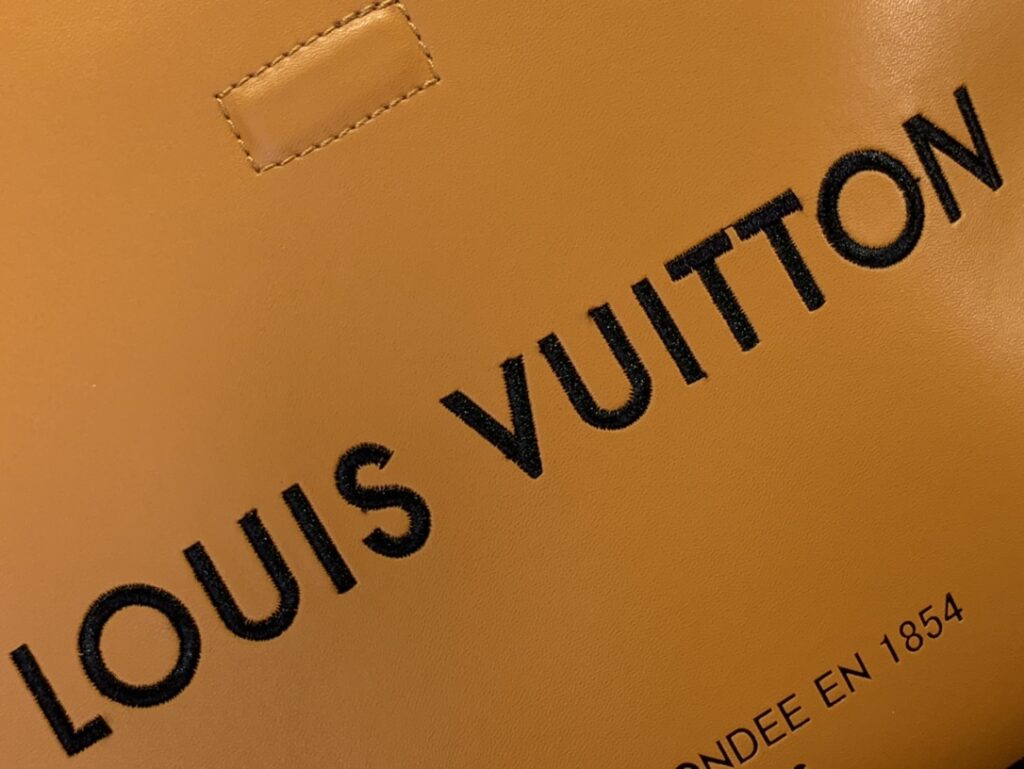 LOUIS VUITTON
ONDEE EN 1854